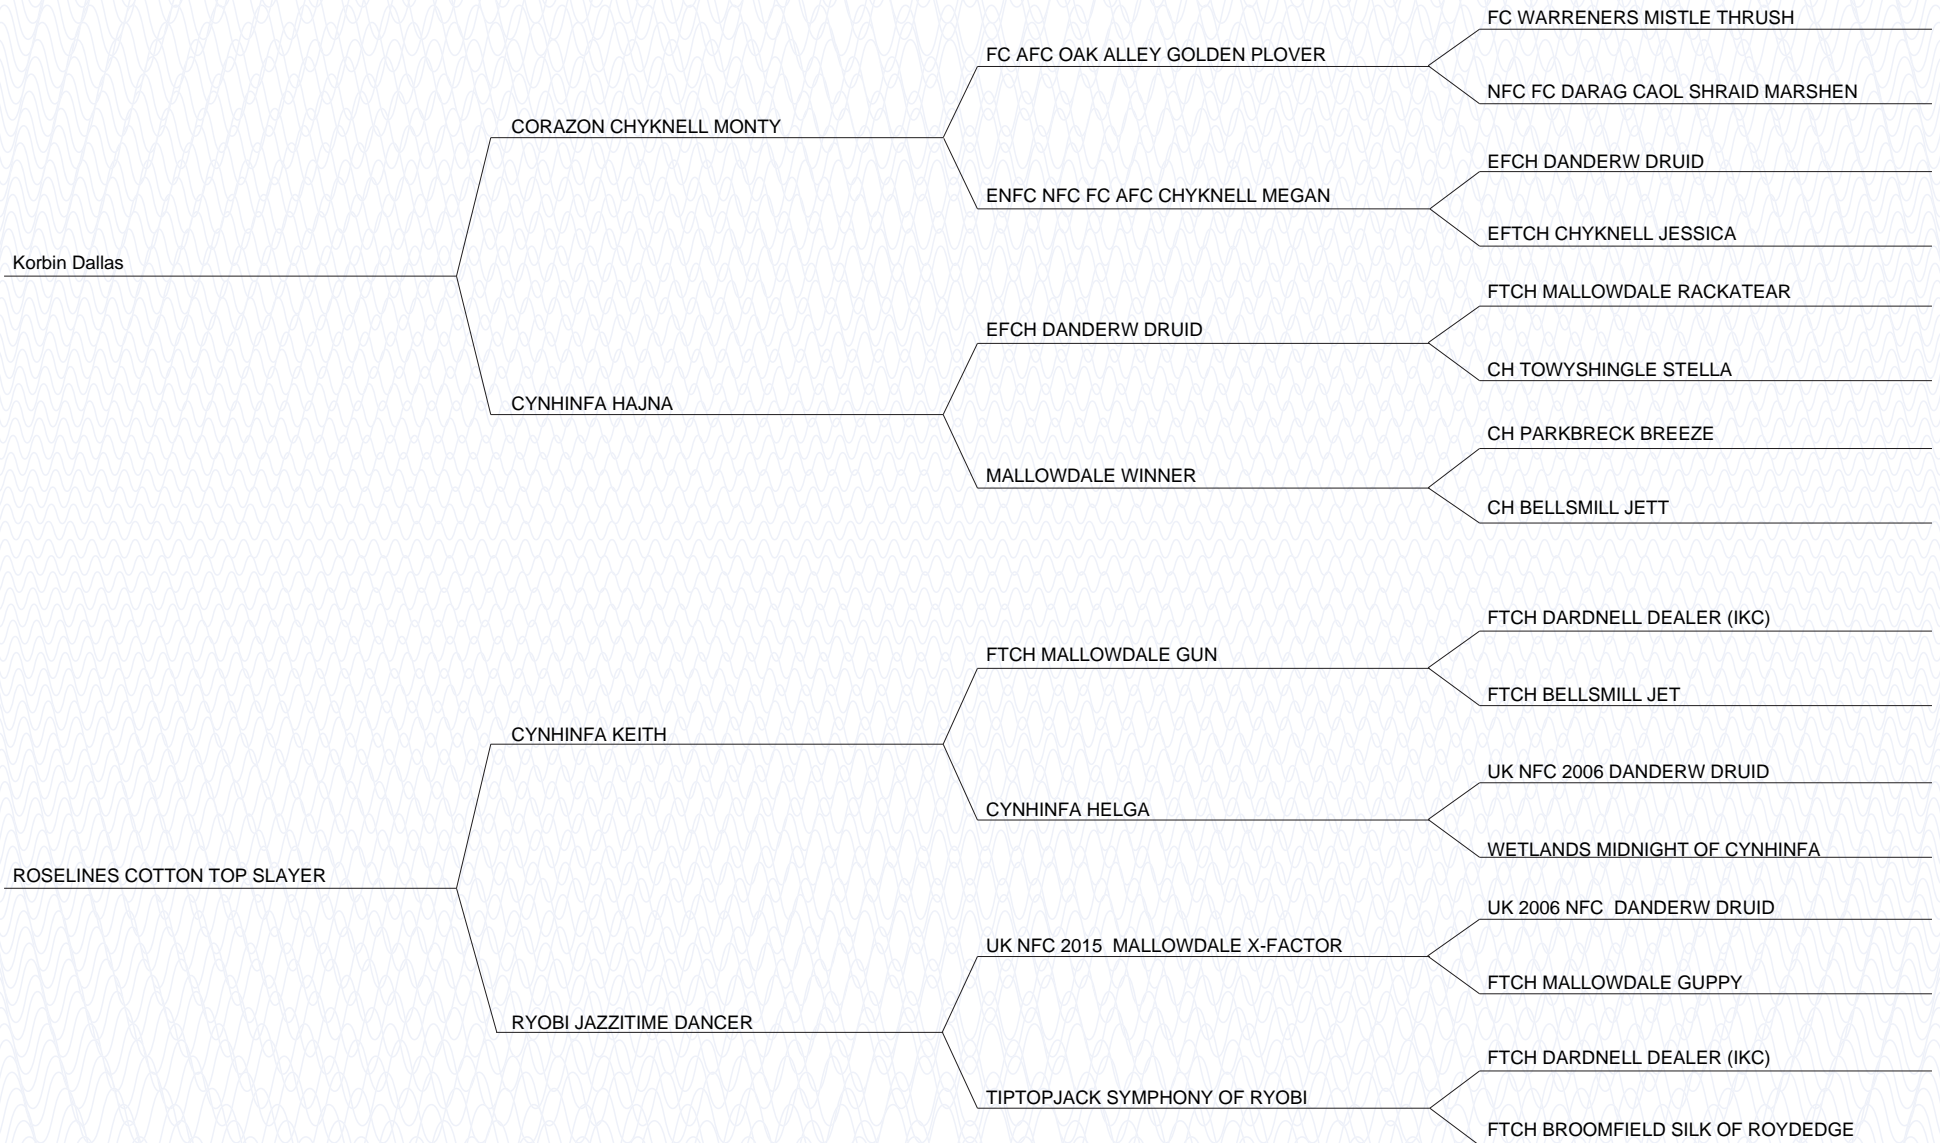 FC WARRENERS MISTLE THRUSH
FC AFC OAK ALLEY GOLDEN PLOVER
NFC FC DARAG CAOL SHRAID MARSHEN
CORAZON CHYKNELL MONTY
EFCH DANDERW DRUID
ENFC NFC FC AFC CHYKNELL MEGAN
EFTCH CHYKNELL JESSICA
Korbin Dallas
FTCH MALLOWDALE RACKATEAR
EFCH DANDERW DRUID
CH TOWYSHINGLE STELLA
CYNHINFA HAJNA
CH PARKBRECK BREEZE
MALLOWDALE WINNER
CH BELLSMILL JETT
FTCH DARDNELL DEALER (IKC)
FTCH MALLOWDALE GUN
FTCH BELLSMILL JET
CYNHINFA KEITH
UK NFC 2006 DANDERW DRUID
CYNHINFA HELGA
WETLANDS MIDNIGHT OF CYNHINFA
ROSELINES COTTON TOP SLAYER
UK 2006 NFC  DANDERW DRUID
UK NFC 2015  MALLOWDALE X-FACTOR
FTCH MALLOWDALE GUPPY
RYOBI JAZZITIME DANCER
FTCH DARDNELL DEALER (IKC)
TIPTOPJACK SYMPHONY OF RYOBI
FTCH BROOMFIELD SILK OF ROYDEDGE